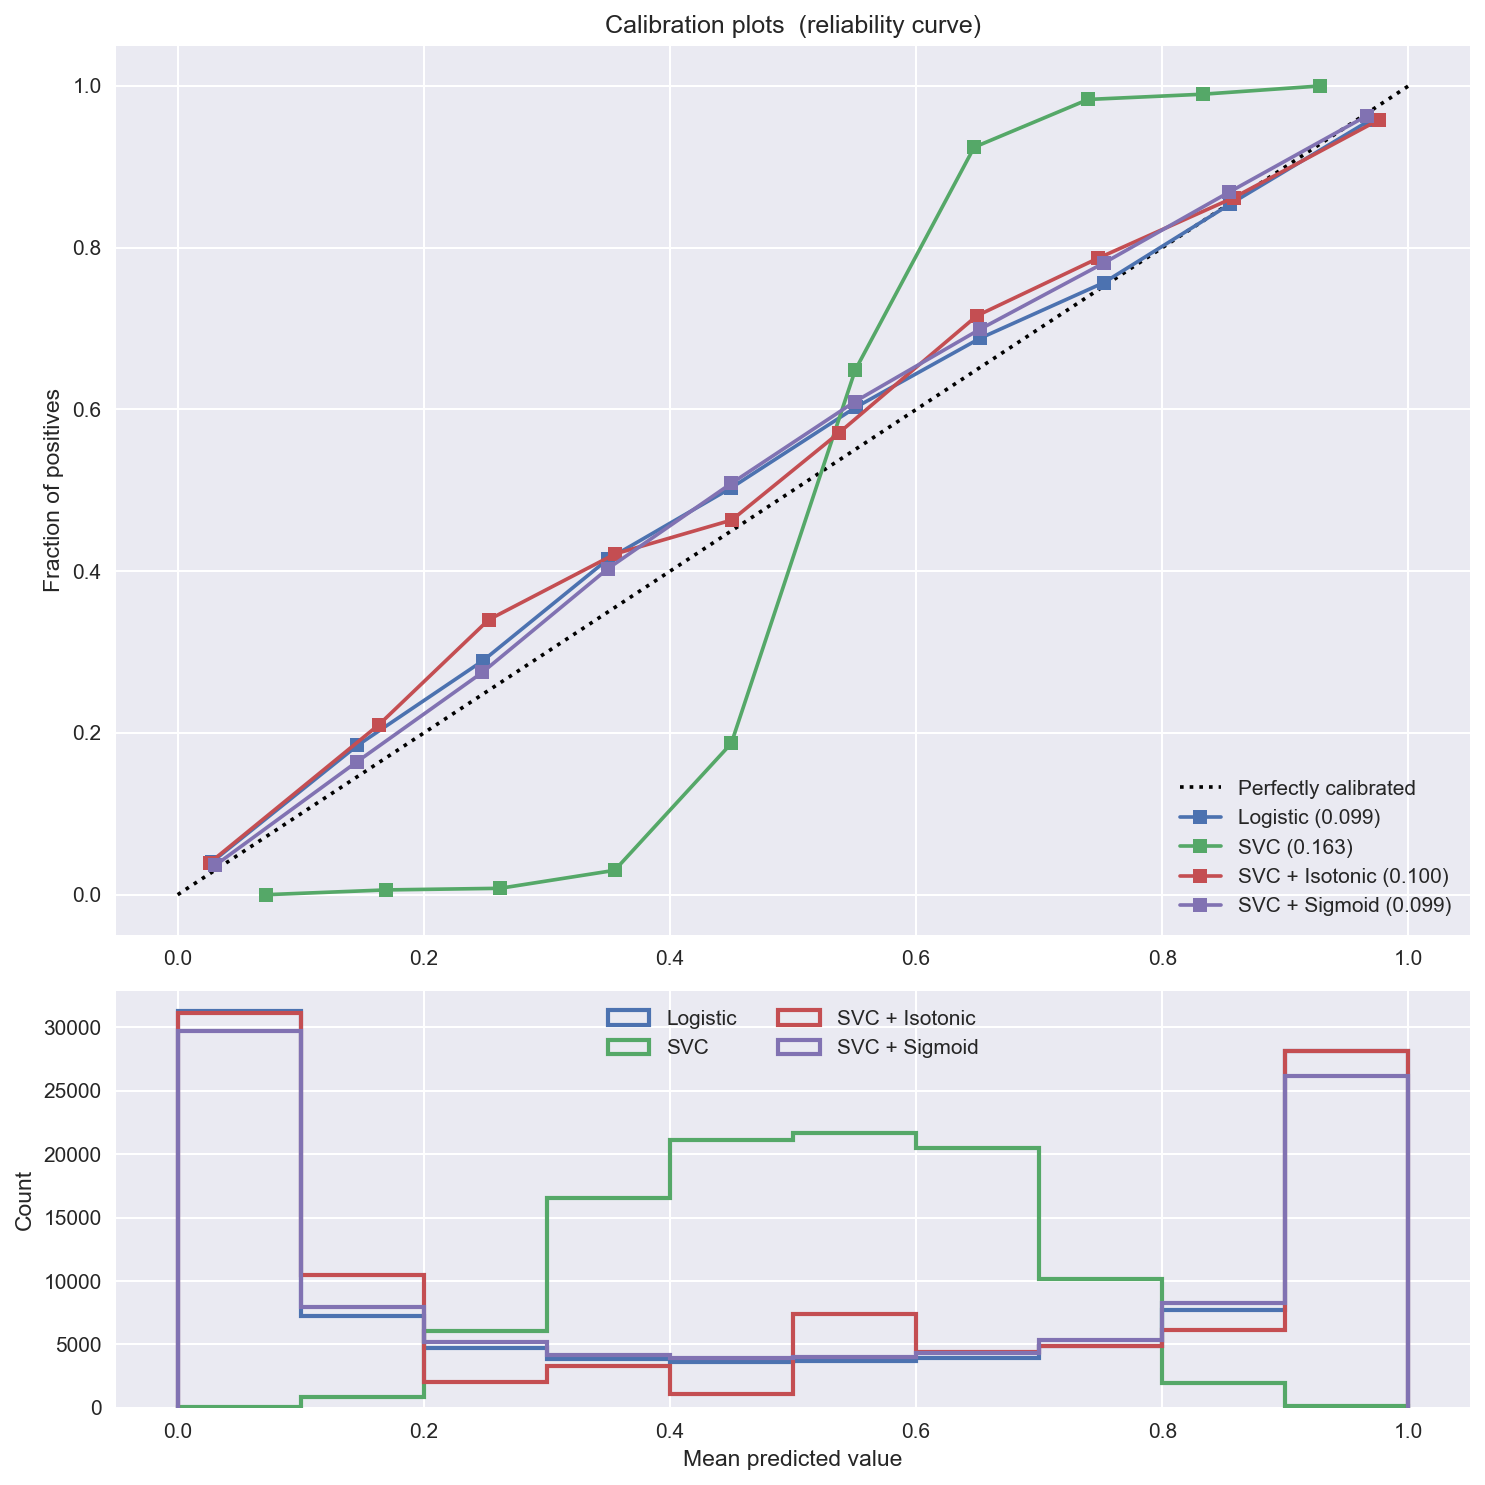 Calibration plots  (reliability curve)
1.0
0.8
0.6
0.4
0.2
0.0
Fraction of positives
Perfectly calibrated
Logistic (0.099)
SVC (0.163)
SVC + Isotonic (0.100)
SVC + Sigmoid (0.099)
0.0 0.2 0.4 0.6 0.8 1.0
Logistic
SVC
SVC + Isotonic
SVC + Sigmoid
30000
25000
20000
15000
10000
5000
0
Count
0.0 0.2 0.4 0.6 0.8 1.0
Mean predicted value